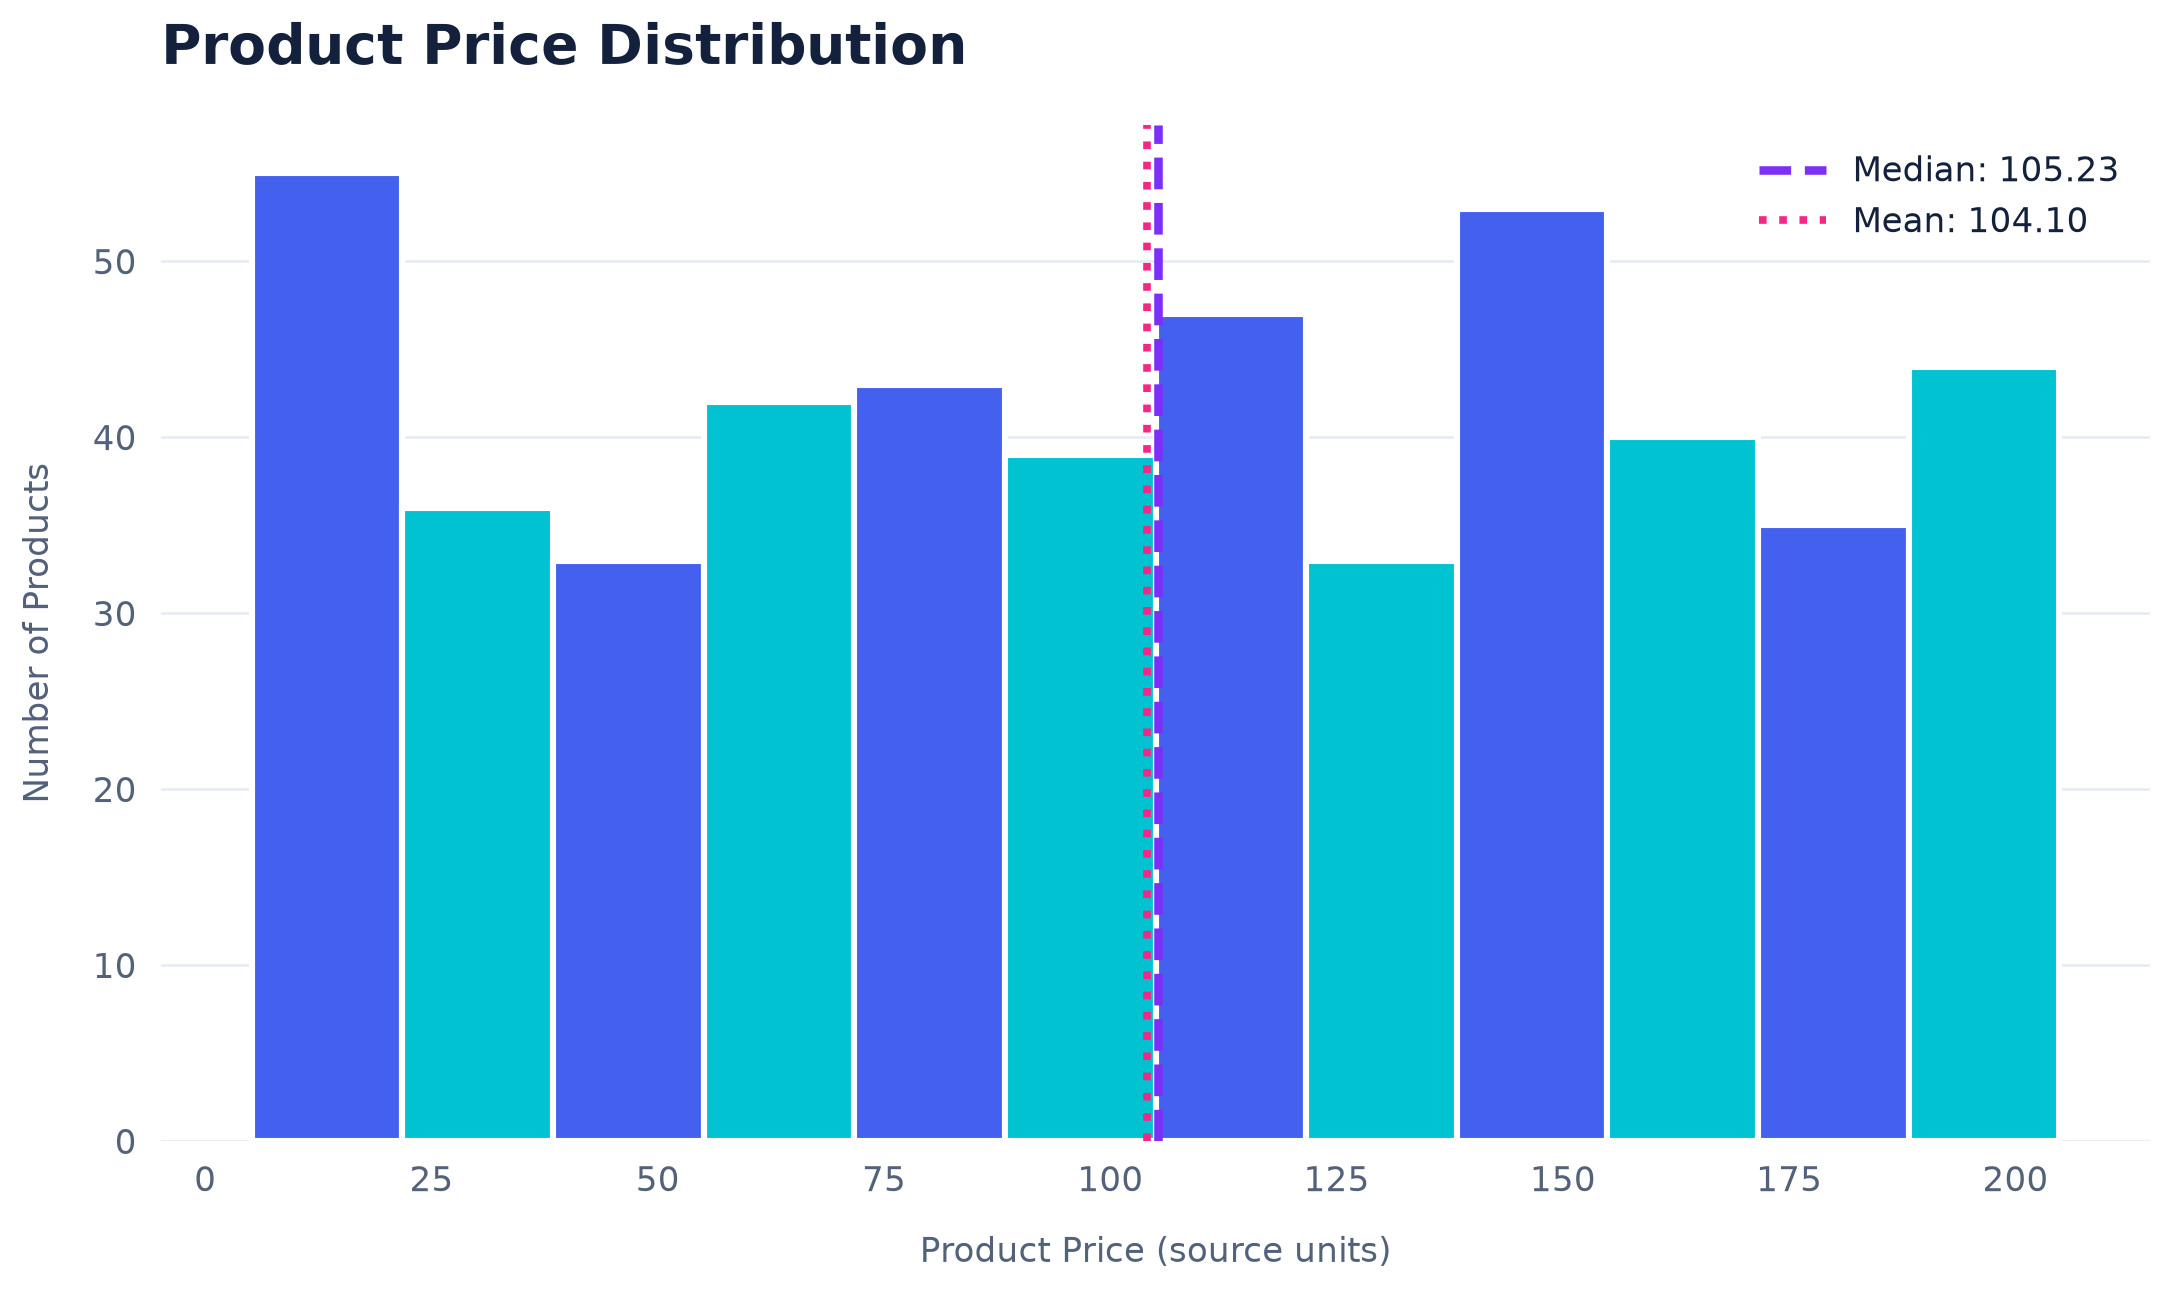 Product Price Distribution
Median: 105.23
Mean: 104.10
50
40
30
20
10
0
Number of Products
0 25 50 75 100 125 150 175 200
Product Price (source units)